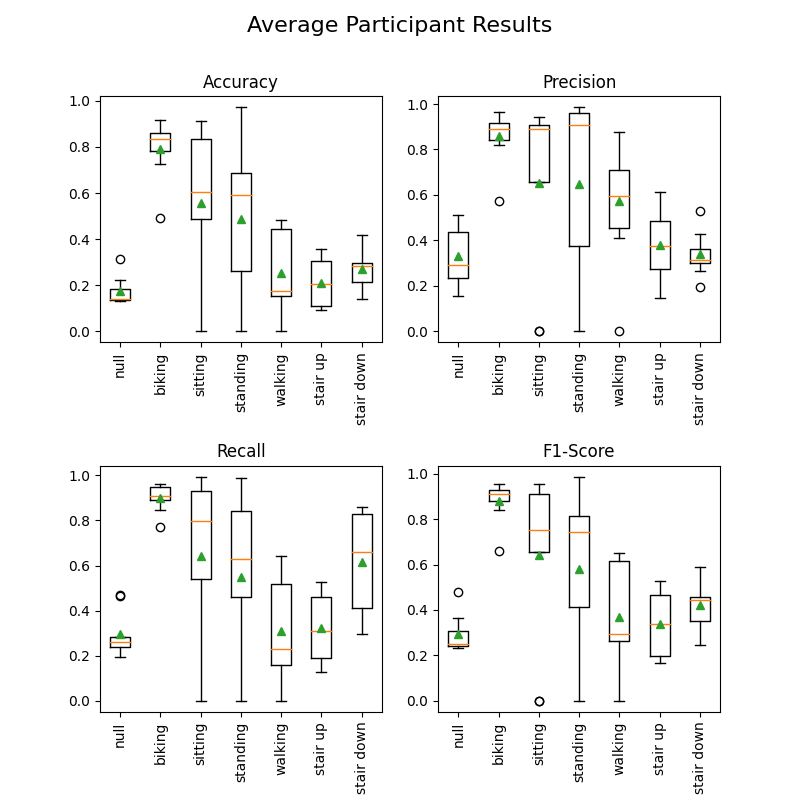 Average Participant Results
Accuracy
1.0
0.8
0.6
0.4
0.2
0.0
null
biking
sitting
standing
walking
stair up
stair down
Precision
1.0
0.8
0.6
0.4
0.2
0.0
null
biking
sitting
standing
walking
stair up
stair down
Recall
1.0
0.8
0.6
0.4
0.2
0.0
null
biking
sitting
standing
walking
stair up
stair down
F1-Score
1.0
0.8
0.6
0.4
0.2
0.0
null
biking
sitting
standing
walking
stair up
stair down